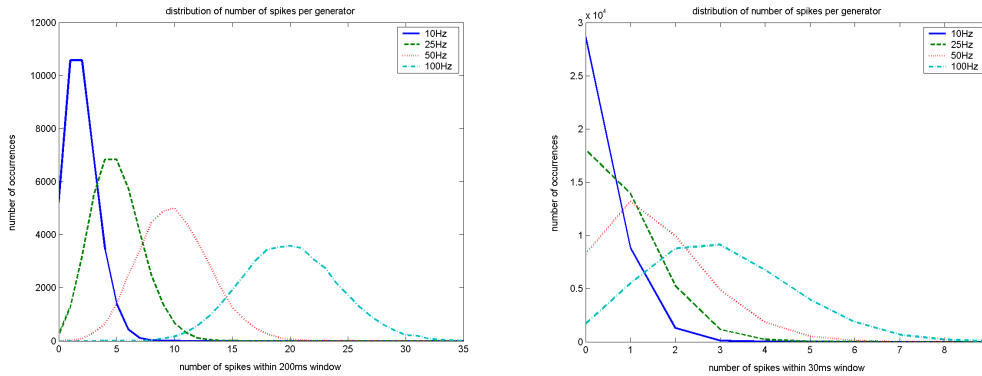 distribution of number of spikes per generator
12000
10000
8000
6000
4000
2000
0
number of occurrences
0 5 10 15 20 25 30 35
number of spikes within 200ms window
10Hz
25Hz
50Hz
100Hz
distribution of number of spikes per generator
3 x 10^4
2.5
2
1.5
1
0.5
0
number of occurrences
0 1 2 3 4 5 6 7 8
number of spikes within 30ms window
10Hz
25Hz
50Hz
100Hz